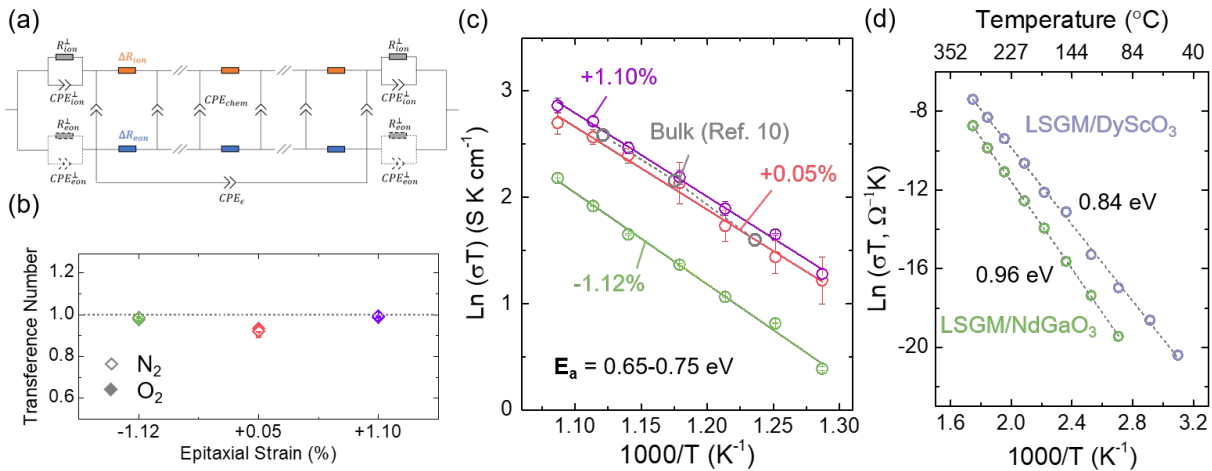 (a)
R⊥ion
R⊥ion
ΔRion
CPE⊥ion
CPEchem
CPE⊥ion
R⊥eon
R⊥eon
ΔReon
CPE⊥eon
CPE⊥eon
CPEϵ
(b)
Transference Number
1.2
1.0
0.8
0.6
N2
O2
-1.12
+0.05
+1.10
Epitaxial Strain (%)
(c)
Ln (σT) (S K cm-1)
3
2
1
0
+1.10%
Bulk (Ref. 10)
+0.05%
-1.12%
Ea = 0.65-0.75 eV
1.10
1.15
1.20
1.25
1.30
1000/T (K-1)
(d)
Temperature (°C)
352
227
144
84
40
Ln (σT, Ω-1K)
-8
-12
-16
-20
LSGM/DyScO3
0.84 eV
0.96 eV
LSGM/NdGaO3
1.6
2.0
2.4
2.8
3.2
1000/T (K-1)